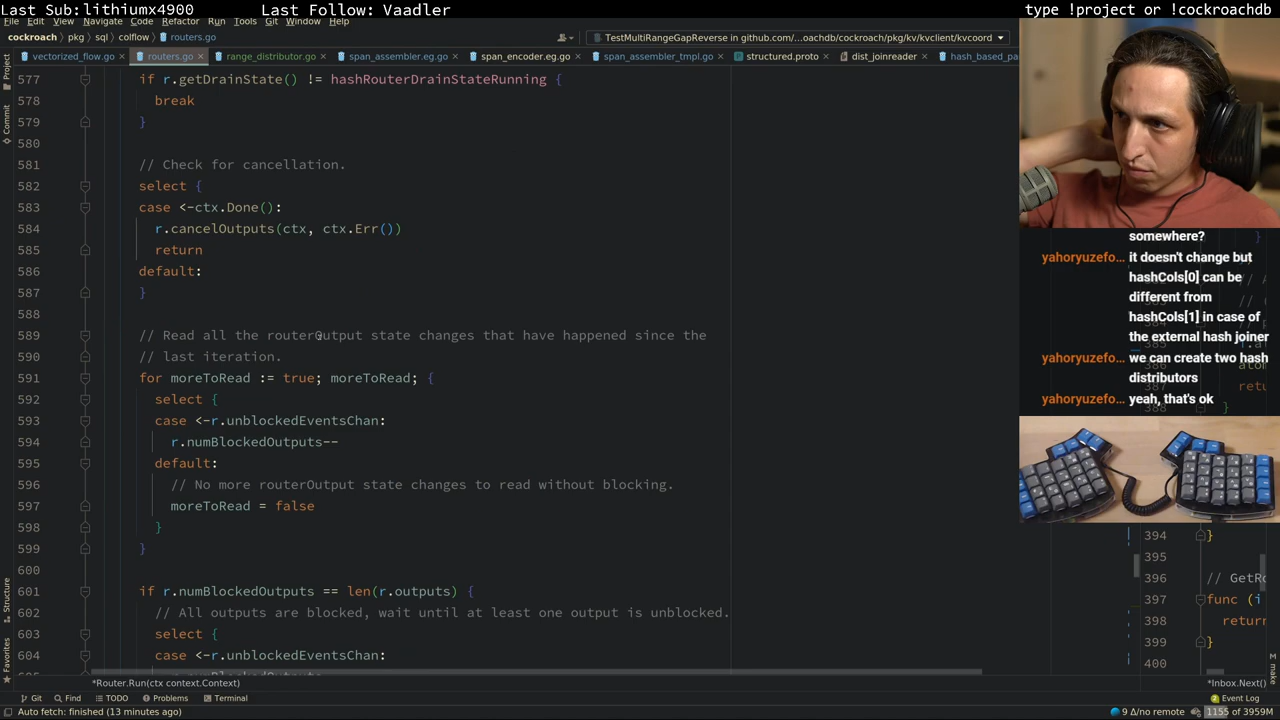 Last Sub:lithiumx4900
Last Follow: Vaadler
type !project or !cockroachdb
File Edit View Navigate Code Refactor Run Tools Git Window Help
cockroach › pkg › sql › colflow › routers.go
TestMultiRangeGapReverse in github.com/...oachdb/cockroach/pkg/kv/kvclient/kvcoord
vectorized_flow.go × routers.go × range_distributor.go × span_assembler.eg.go × span_encoder.eg.go × span_assembler_tmpl.go × structured.proto × dist_joinreader × hash_based_pa
577 if r.getDrainState() != hashRouterDrainStateRunning {
578 break
579 }
580
581 // Check for cancellation.
582 select {
583 case <-ctx.Done():
584 r.cancelOutputs(ctx, ctx.Err())
585 return
586 default:
587 }
588
589 // Read all the routerOutput state changes that have happened since the
590 // last iteration.
591 for moreToRead := true; moreToRead; {
592 select {
593 case <-r.unblockedEventsChan:
594 r.numBlockedOutputs--
595 default:
596 // No more routerOutput state changes to read without blocking.
597 moreToRead = false
598 }
599 }
600
601 if r.numBlockedOutputs == len(r.outputs) {
602 // All outputs are blocked, wait until at least one output is unblocked.
603 select {
604 case <-r.unblockedEventsChan:
somewhere?
yahoryuzefo... it doesn't change but
hashCols[0] can be
different from
hashCols[1] in case of
the external hash joiner
yahoryuzefo... we can create two hash
distributors
yahoryuzefo... yeah, that's ok
394 }
395
396 // GetRo
397 func (i
398 return
399 }
400
Project
Commit
Structure
Favorites
make
*Router.Run(ctx context.Context)
*Inbox.Next()
Git Find TODO Problems Terminal
2 Event Log
Auto fetch: finished (13 minutes ago)
9 Δ/no remote
1155 of 3959M